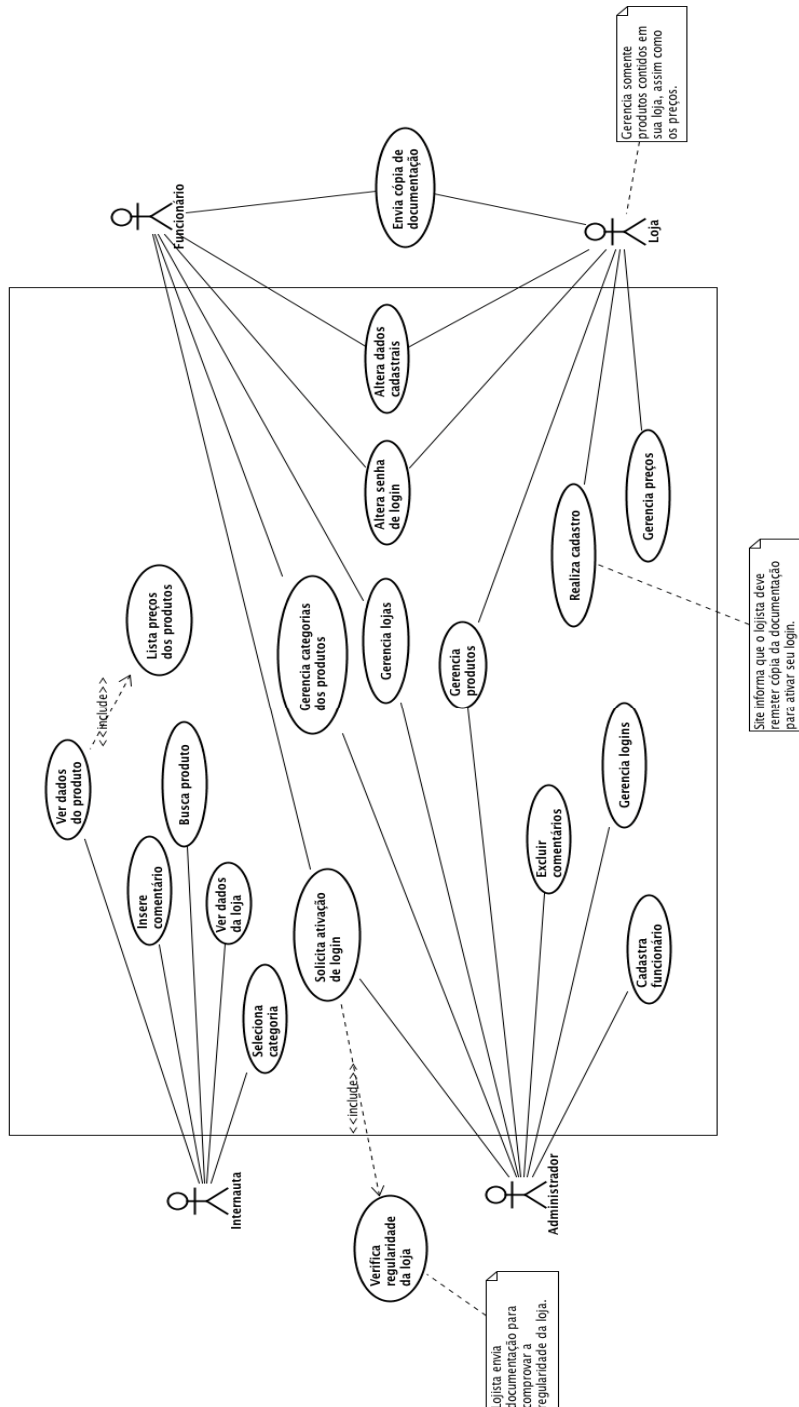 Gerencia somente
produtos contidos em
sua loja, assim como
os preços.
Funcionário
Envia cópia de
documentação
Loja
Altera dados
cadastrais
Altera senha
de login
Gerencia preços
Realiza cadastro
Site informa que o lojista deve
remeter cópia da documentação
para ativar seu login.
Lista preços
dos produtos
<<include>>
Gerencia categorias
dos produtos
Gerencia lojas
Gerencia
produtos
Ver dados
do produto
Busca produto
Insere
comentário
Ver dados
da loja
Seleciona
categoria
Solicita ativação
de login
Excluir
comentários
Gerencia logins
Cadastra
funcionário
<<include>>
Internauta
Administrador
Verifica
regularidade
da loja
Lojista envia
documentação para
comprovar a
regularidade da loja.